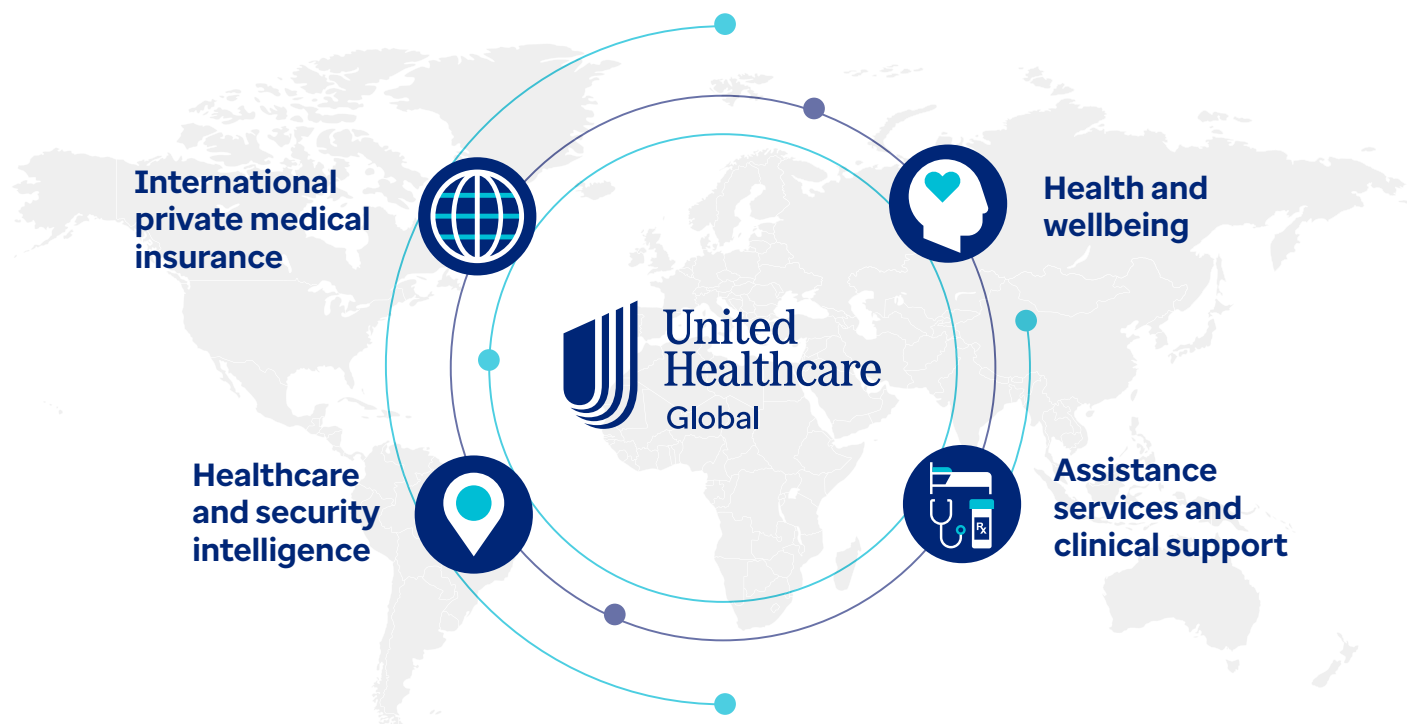 International
private medical
insurance
Health and
wellbeing
United
Healthcare
Global
Healthcare
and security
intelligence
Assistance
services and
clinical support
Rx